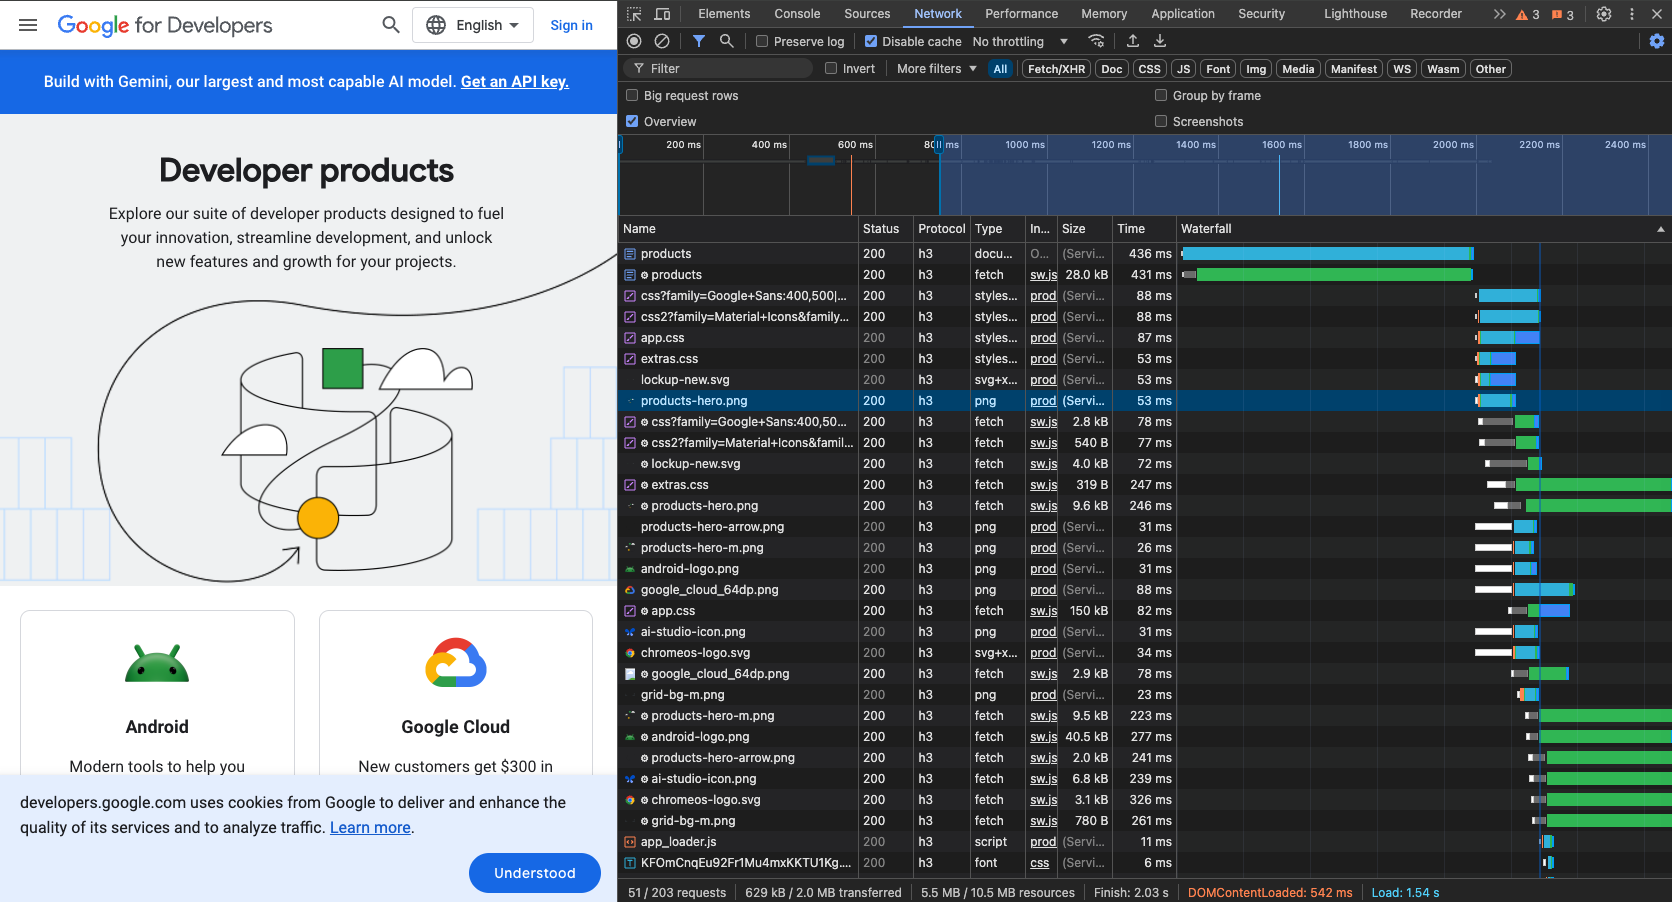 Google for Developers
English
Sign in
Build with Gemini, our largest and most capable AI model. Get an API key.
Developer products
Explore our suite of developer products designed to fuel
your innovation, streamline development, and unlock
new features and growth for your projects.
Android
Modern tools to help you
Google Cloud
New customers get $300 in
developers.google.com uses cookies from Google to deliver and enhance the
quality of its services and to analyze traffic. Learn more.
Understood
Elements Console Sources Network Performance Memory Application Security Lighthouse Recorder 3 3
Preserve log Disable cache No throttling
Filter Invert More filters All Fetch/XHR Doc CSS JS Font Img Media Manifest WS Wasm Other
Big request rows Group by frame
Overview Screenshots
200 ms 400 ms 600 ms ms 1000 ms 1200 ms 1400 ms 1600 ms 1800 ms 2000 ms 2200 ms 2400 ms
Name Status Protocol Type In... Size Time Waterfall
products 200 h3 docu... O... (Servi... 436 ms
products 200 h3 fetch sw.js 28.0 kB 431 ms
css?family=Google+Sans:400,500|... 200 h3 styles... prod (Servi... 88 ms
css2?family=Material+Icons&family... 200 h3 styles... prod (Servi... 88 ms
app.css 200 h3 styles... prod (Servi... 87 ms
extras.css 200 h3 styles... prod (Servi... 53 ms
lockup-new.svg 200 h3 svg+x... prod (Servi... 53 ms
products-hero.png 200 h3 png prod (Servi... 53 ms
css?family=Google+Sans:400,50... 200 h3 fetch sw.js 2.8 kB 78 ms
css2?family=Material+Icons&famil... 200 h3 fetch sw.js 540 B 77 ms
lockup-new.svg 200 h3 fetch sw.js 4.0 kB 72 ms
extras.css 200 h3 fetch sw.js 319 B 247 ms
products-hero.png 200 h3 fetch sw.js 9.6 kB 246 ms
products-hero-arrow.png 200 h3 png prod (Servi... 31 ms
products-hero-m.png 200 h3 png prod (Servi... 26 ms
android-logo.png 200 h3 png prod (Servi... 31 ms
google_cloud_64dp.png 200 h3 png prod (Servi... 88 ms
app.css 200 h3 fetch sw.js 150 kB 82 ms
ai-studio-icon.png 200 h3 png prod (Servi... 31 ms
chromeos-logo.svg 200 h3 svg+x... prod (Servi... 34 ms
google_cloud_64dp.png 200 h3 fetch sw.js 2.9 kB 78 ms
grid-bg-m.png 200 h3 png prod (Servi... 23 ms
products-hero-m.png 200 h3 fetch sw.js 9.5 kB 223 ms
android-logo.png 200 h3 fetch sw.js 40.5 kB 277 ms
products-hero-arrow.png 200 h3 fetch sw.js 2.0 kB 241 ms
ai-studio-icon.png 200 h3 fetch sw.js 6.8 kB 239 ms
chromeos-logo.svg 200 h3 fetch sw.js 3.1 kB 326 ms
grid-bg-m.png 200 h3 fetch sw.js 780 B 261 ms
app_loader.js 200 h3 script prod (Servi... 11 ms
KFOmCnqEu92Fr1Mu4mxKKTU1Kg.... 200 h3 font css (Servi... 6 ms
51 / 203 requests 629 kB / 2.0 MB transferred 5.5 MB / 10.5 MB resources Finish: 2.03 s DOMContentLoaded: 542 ms Load: 1.54 s